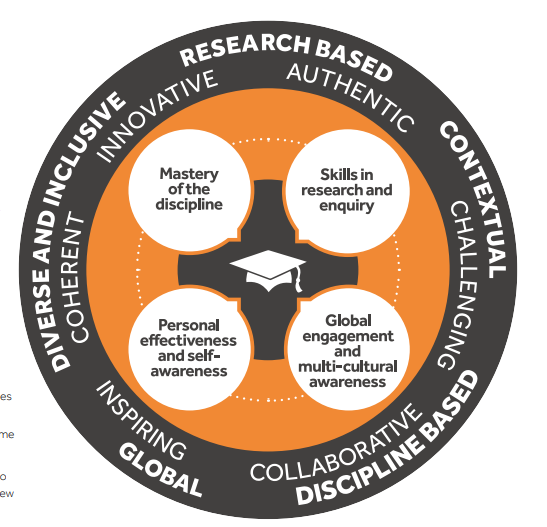 RESEARCH BASED
INNOVATIVE
AUTHENTIC
CONTEXTUAL
CHALLENGING
DISCIPLINE BASED
COLLABORATIVE
GLOBAL
INSPIRING
DIVERSE AND INCLUSIVE
COHERENT
Mastery
of the
discipline
Skills in
research and
enquiry
Personal
effectiveness
and self-
awareness
Global
engagement
and
multi-cultural
awareness